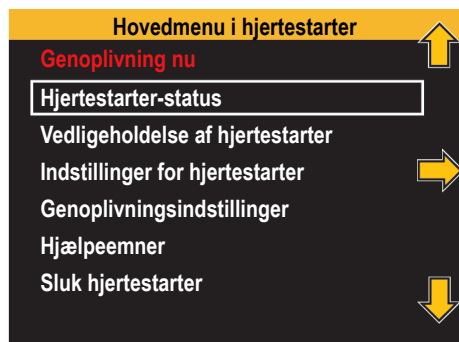 Hovedmenu i hjertestarter
Genoplivning nu
Hjertestarter-status
Vedligeholdelse af hjertestarter
Indstillinger for hjertestarter
Genoplivningsindstillinger
Hjælpeemner
Sluk hjertestarter